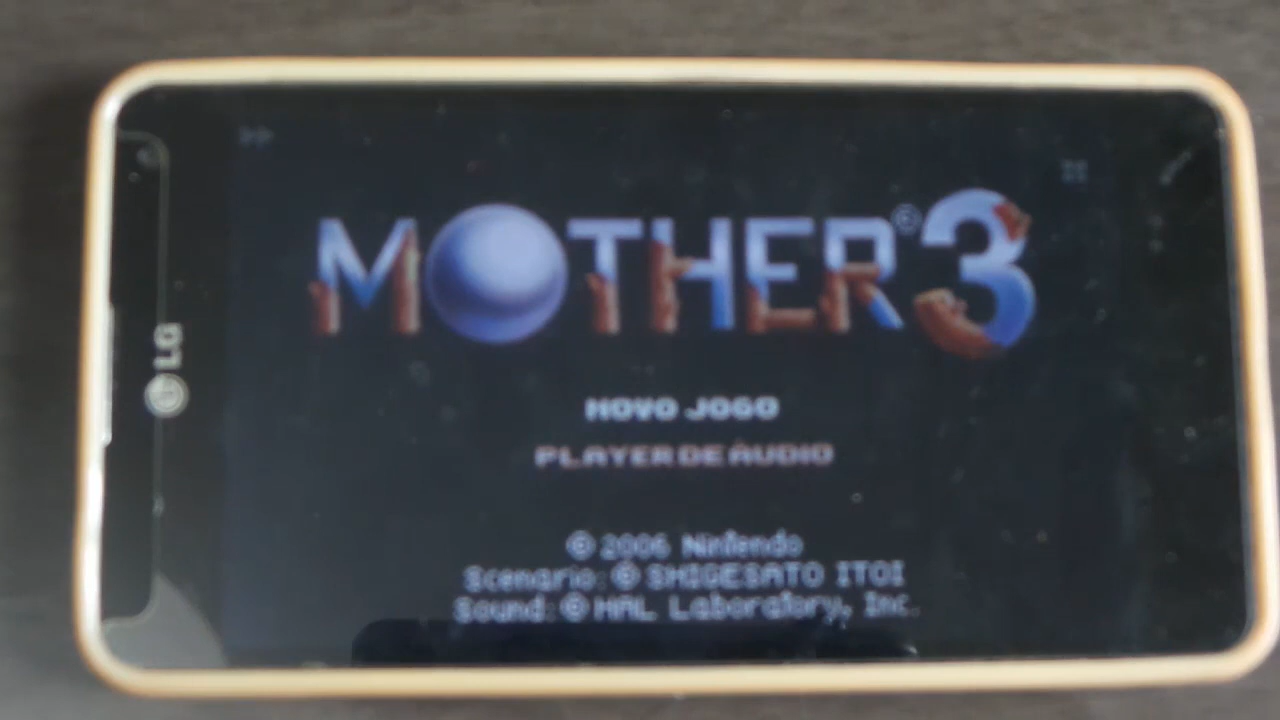 MOTHER©3
NOVO JOGO
PLAYER DE ÁUDIO
© 2006 Nintendo
Scenario: © SHIGESATO ITOI
Sound: © HAL Laboratory, Inc.
LG